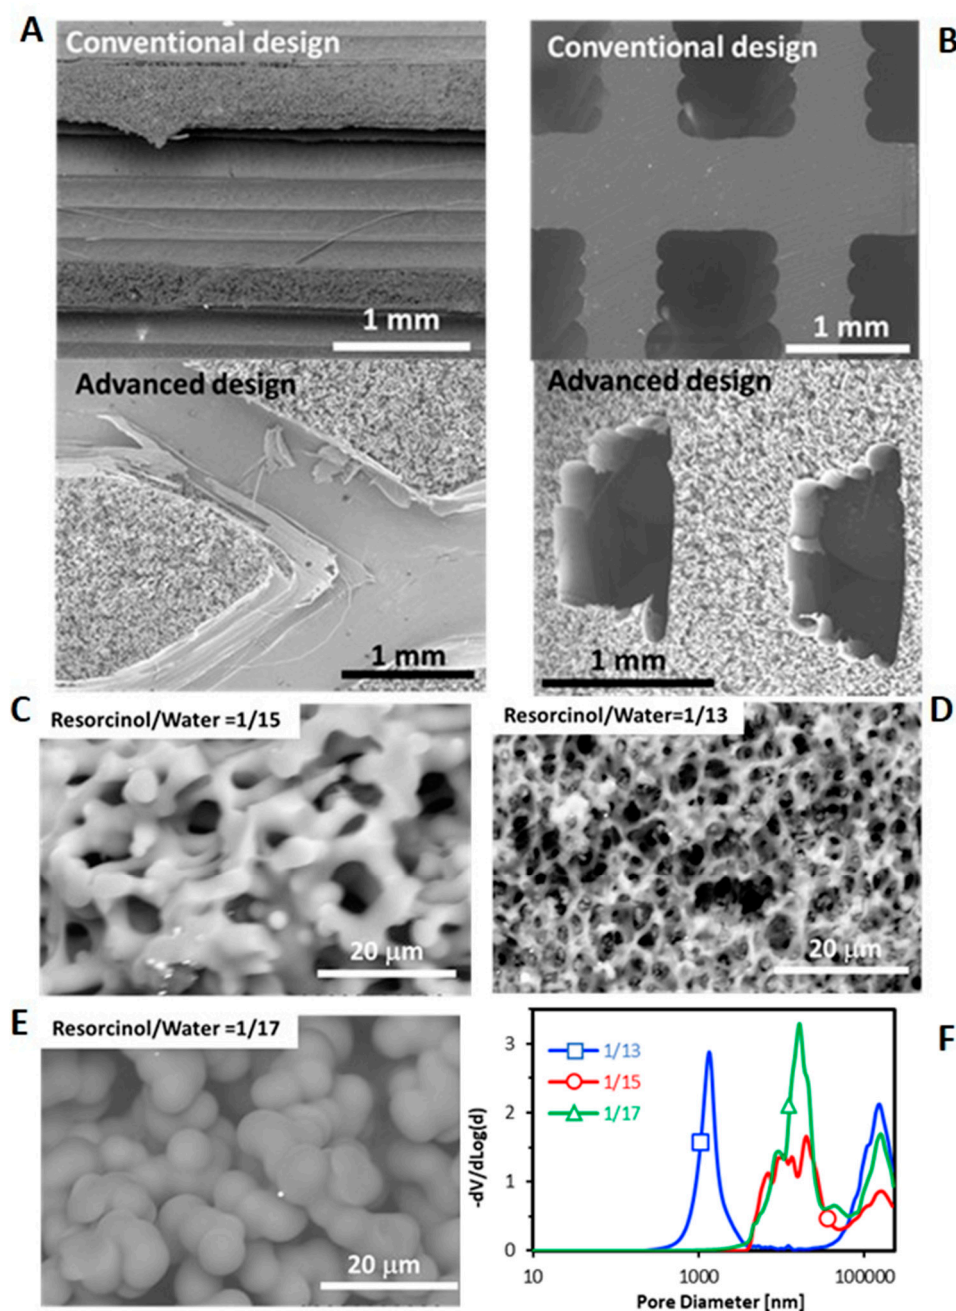 A
Conventional design
1 mm
Conventional design
B
1 mm
Advanced design
1 mm
Advanced design
1 mm
C
Resorcinol/Water =1/15
20 μm
Resorcinol/Water=1/13
D
20 μm
E
Resorcinol/Water =1/17
20 μm
F
3
2
1
0
-dV/dLog(d)
1/13
1/15
1/17
10
1000
100000
Pore Diameter [nm]